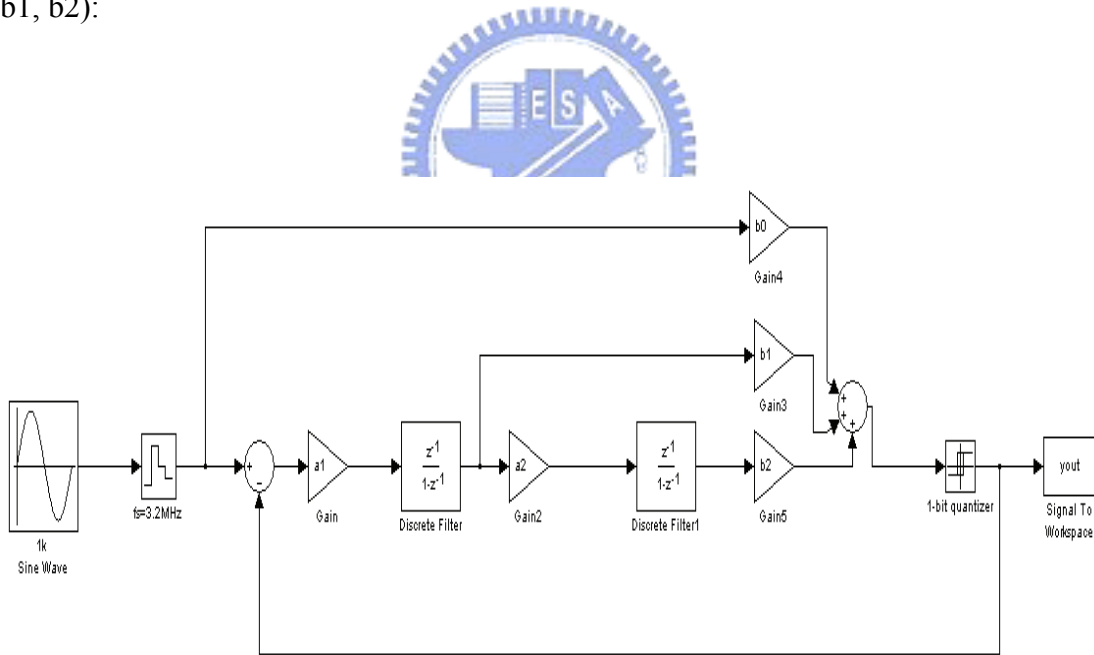 b1, b2):
E S A
b0
Gain4
b1
Gain3
1k
Sine Wave
fs=3.2MHz
+
−
a1
Gain
z-1
1-z-1
Discrete Filter
a2
Gain2
z-1
1-z-1
Discrete Filter1
b2
Gain5
+
+
+
1-bit quantizer
yout
Signal To
Workspace